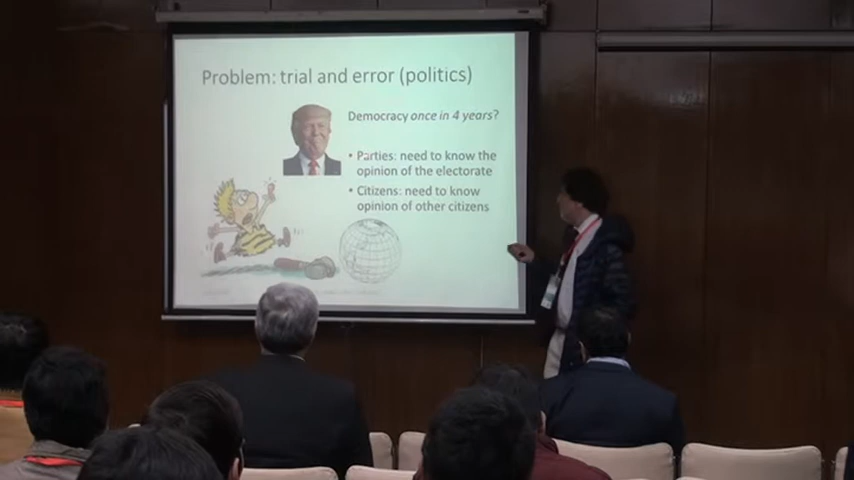 Problem: trial and error (politics)
Democracy once in 4 years?
• Parties: need to know the
opinion of the electorate
• Citizens: need to know
opinion of other citizens